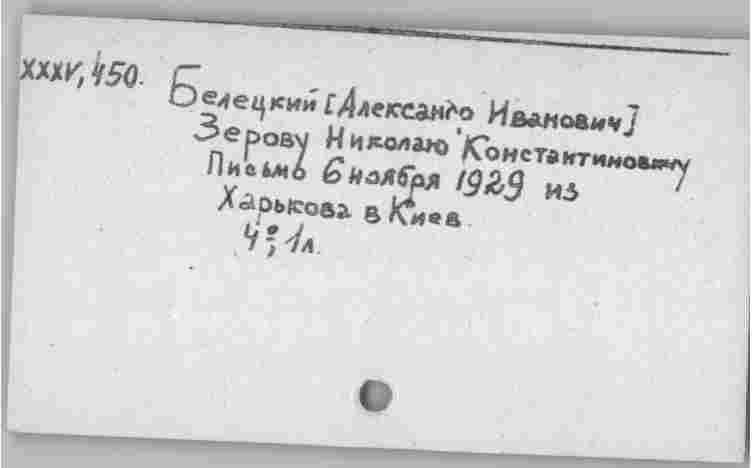 XXXV, 450. Белецкий [Александр Иванович]
Зерову Николаю Константиновичу
Письмо 6 ноября 1929 из
Харькова в Киев.
4°; 1л.